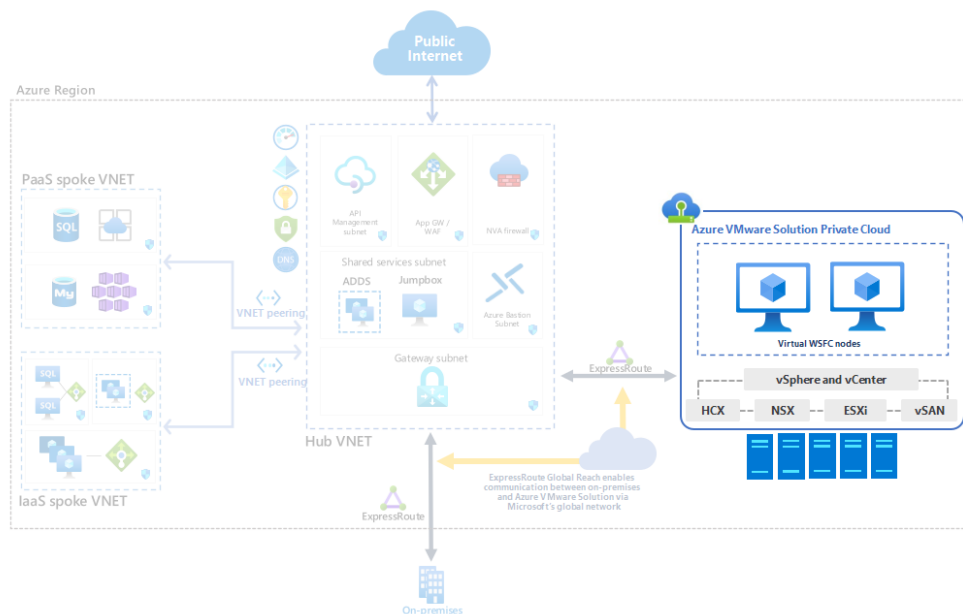 Public
Internet
Azure Region
PaaS spoke VNET
SQL
My
API
Management
subnet
App GW /
WAF
NVA firewall
DNS
Shared services subnet
ADDS
Jumpbox
Azure Bastion
Subnet
VNET peering
VNET peering
Gateway subnet
Hub VNET
SQL
SQL
IaaS spoke VNET
ExpressRoute
ExpressRoute
ExpressRoute Global Reach enables
communication between on-premises
and Azure VMware Solution via
Microsoft's global network
On-premises
Azure VMware Solution Private Cloud
Virtual WSFC nodes
vSphere and vCenter
HCX
NSX
ESXi
vSAN